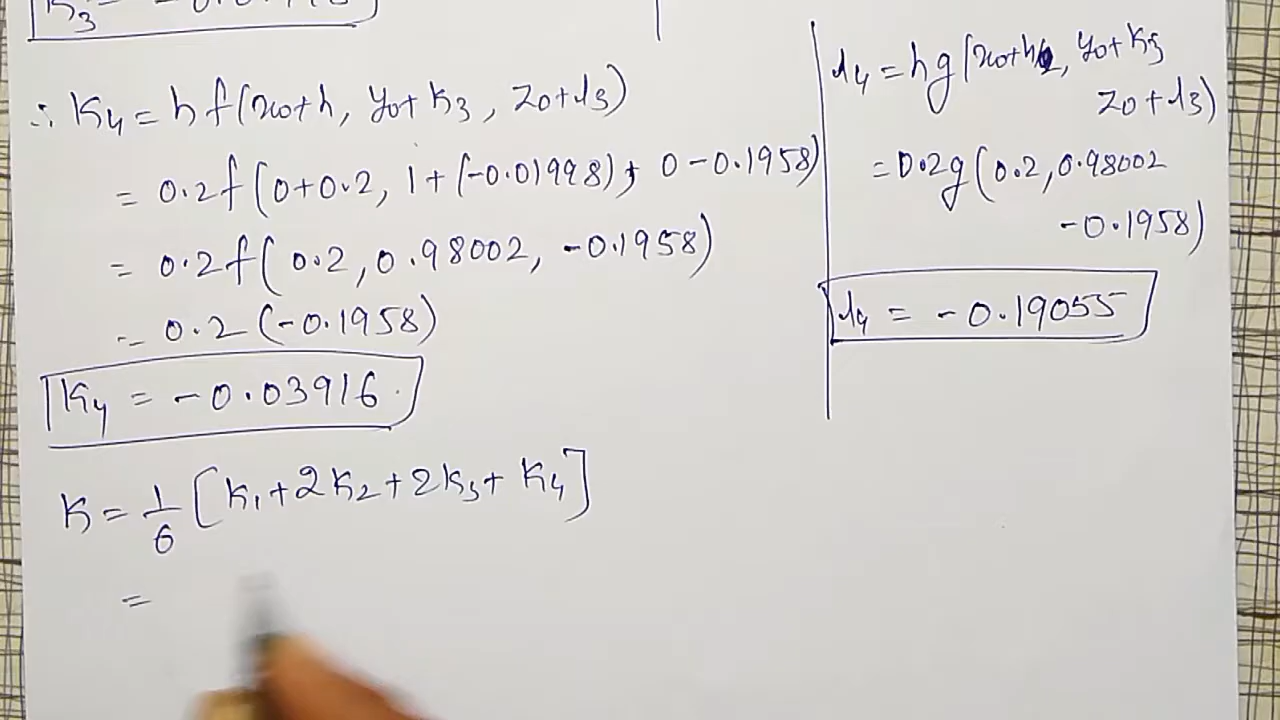 K3
∴ K4 = h f(x0+h, y0+K3, z0+l3)
= 0.2f(0+0.2, 1+(-0.01998), 0-0.1958)
= 0.2f(0.2, 0.98002, -0.1958)
= 0.2(-0.1958)
K4 = -0.03916
K = 1/6 [K1+2K2+2K3+K4]
=
l4 = hg(x0+h, y0+K3
z0+l3)
= 0.2g(0.2, 0.98002
-0.1958)
l4 = -0.19055